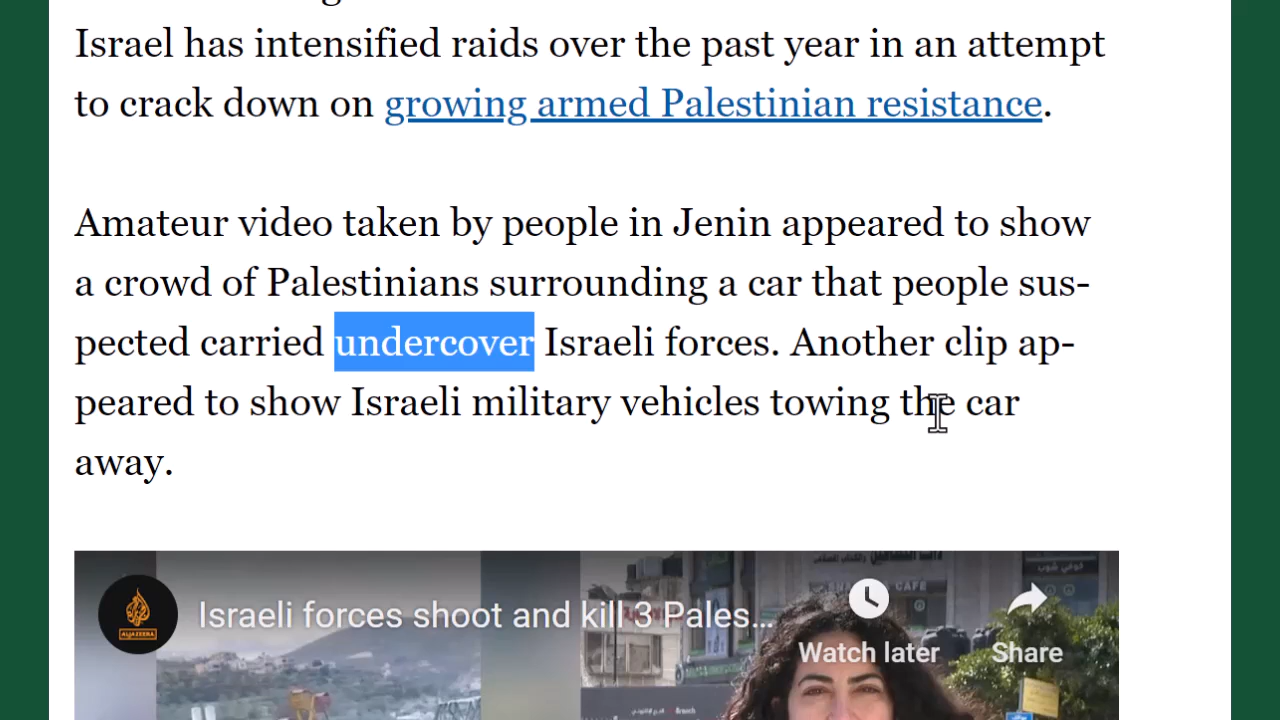 Israel has intensified raids over the past year in an attempt
to crack down on growing armed Palestinian resistance.
Amateur video taken by people in Jenin appeared to show
a crowd of Palestinians surrounding a car that people sus-
pected carried undercover Israeli forces. Another clip ap-
peared to show Israeli military vehicles towing the car
away.
Israeli forces shoot and kill 3 Pales...
ALJAZEERA
Watch later
Share
CAFE